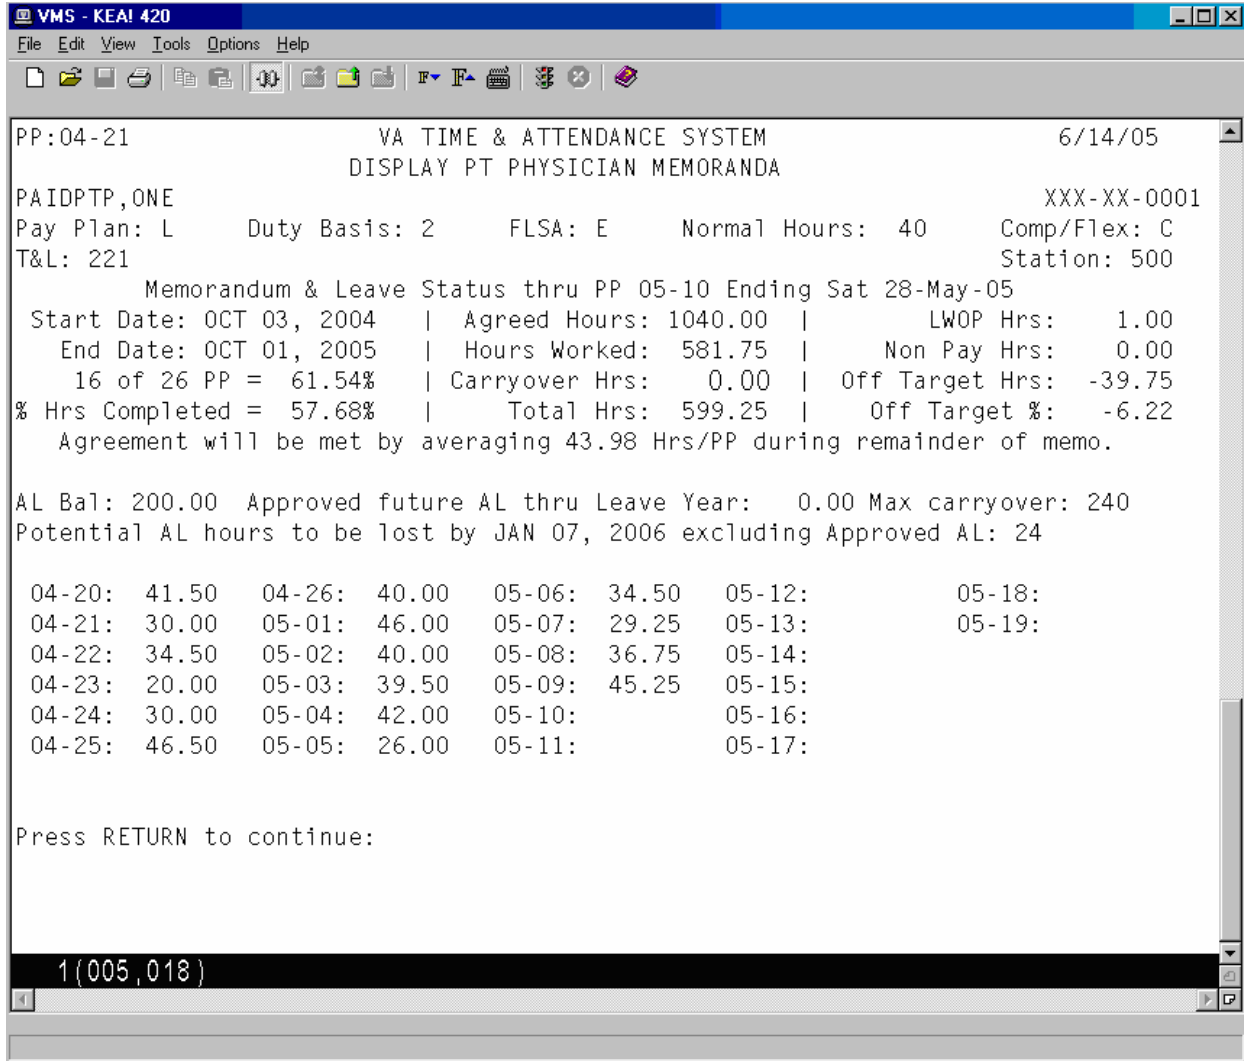 VMS - KEA! 420
File Edit View Tools Options Help
PP:04-21 VA TIME & ATTENDANCE SYSTEM 6/14/05
DISPLAY PT PHYSICIAN MEMORANDA
PAIDPTP,ONE XXX-XX-0001
Pay Plan: L Duty Basis: 2 FLSA: E Normal Hours: 40 Comp/Flex: C
T&L: 221 Station: 500
Memorandum & Leave Status thru PP 05-10 Ending Sat 28-May-05
Start Date: OCT 03, 2004 | Agreed Hours: 1040.00 | LWOP Hrs: 1.00
End Date: OCT 01, 2005 | Hours Worked: 581.75 | Non Pay Hrs: 0.00
16 of 26 PP = 61.54% | Carryover Hrs: 0.00 | Off Target Hrs: -39.75
% Hrs Completed = 57.68% | Total Hrs: 599.25 | Off Target %: -6.22
Agreement will be met by averaging 43.98 Hrs/PP during remainder of memo.
AL Bal: 200.00 Approved future AL thru Leave Year: 0.00 Max carryover: 240
Potential AL hours to be lost by JAN 07, 2006 excluding Approved AL: 24
04-20: 41.50 04-26: 40.00 05-06: 34.50 05-12: 05-18:
04-21: 30.00 05-01: 46.00 05-07: 29.25 05-13: 05-19:
04-22: 34.50 05-02: 40.00 05-08: 36.75 05-14:
04-23: 20.00 05-03: 39.50 05-09: 45.25 05-15:
04-24: 30.00 05-04: 42.00 05-10: 05-16:
04-25: 46.50 05-05: 26.00 05-11: 05-17:
Press RETURN to continue:
1(005,018)